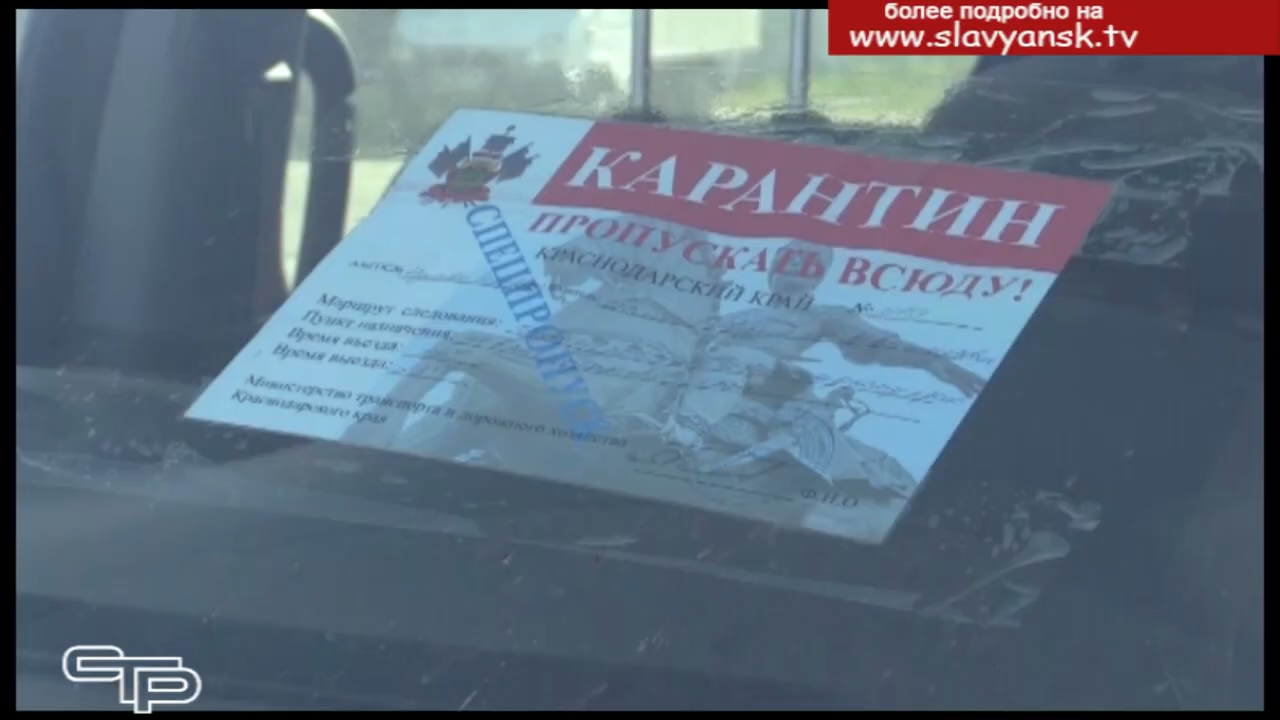 более подробно на
www.slavyansk.tv
КАРАНТИН
ПРОПУСКАТЬ ВСЮДУ!
КРАСНОДАРСКИЙ КРАЙ №
СПЕЦПРОПУСК
Маршрут следования:
Пункт назначения:
Время въезда:
Время выезда:
Министерство транспорта и дорожного хозяйства
Краснодарского края
Ф.И.О.
СТР